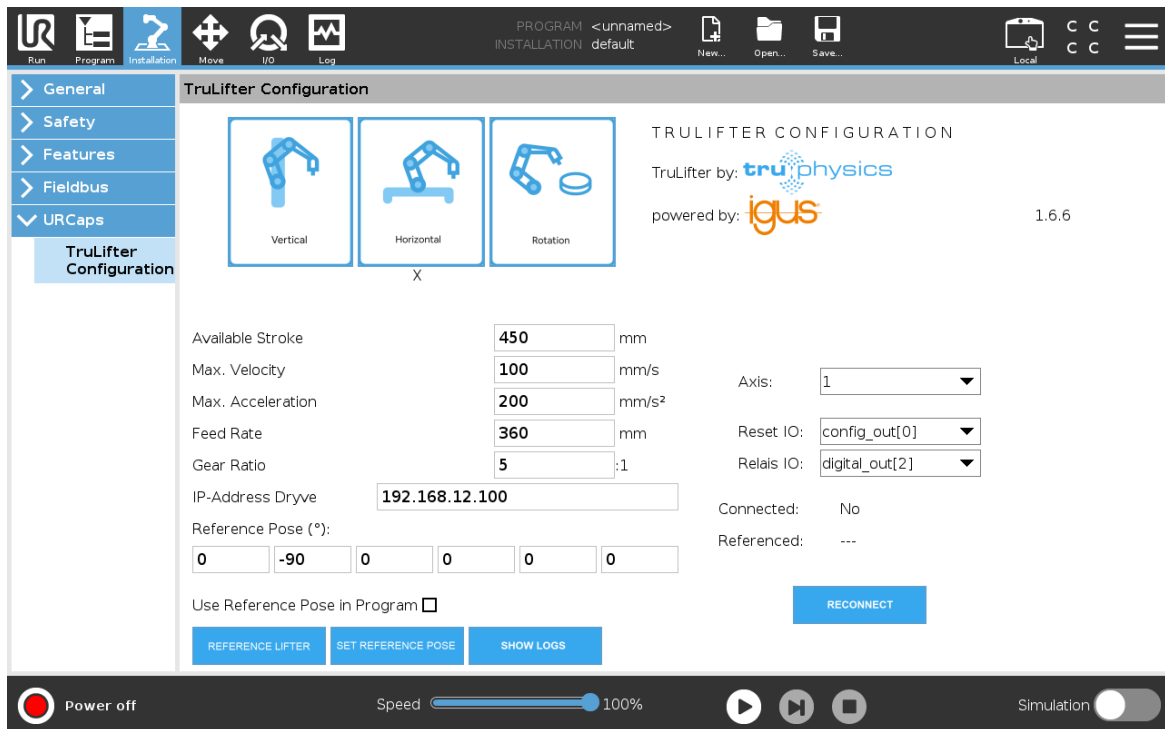 PROGRAM <unnamed>
INSTALLATION default
Run Program Installation Move I/O Log New... Open... Save... Local
C C
C C
General
Safety
Features
Fieldbus
URCaps
TruLifter
Configuration
TruLifter Configuration
Vertical
Horizontal
Rotation
X
TRULIFTER CONFIGURATION
TruLifter by: truphysics
powered by: igus
1.6.6
Available Stroke 450 mm
Max. Velocity 100 mm/s
Max. Acceleration 200 mm/s²
Feed Rate 360 mm
Gear Ratio 5 :1
IP-Address Dryve 192.168.12.100
Reference Pose (°):
0 -90 0 0 0 0
Use Reference Pose in Program
REFERENCE LIFTER SET REFERENCE POSE SHOW LOGS
Axis: 1
Reset IO: config_out[0]
Relais IO: digital_out[2]
Connected: No
Referenced: ---
RECONNECT
Power off
Speed 100%
Simulation